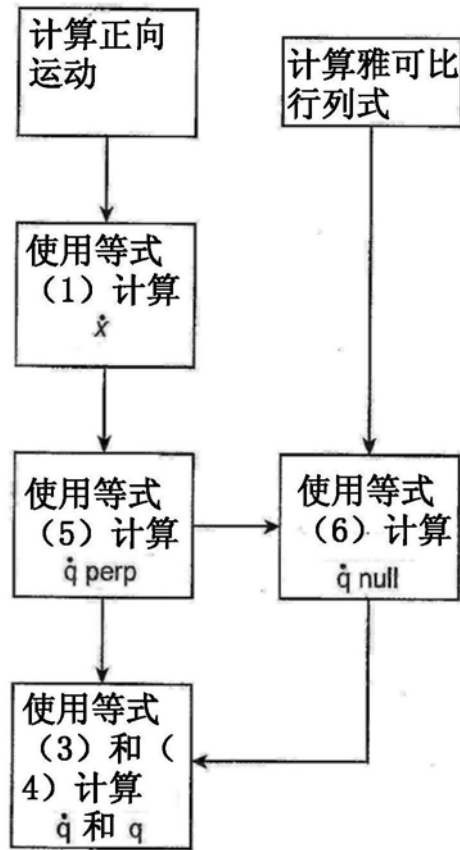 计算正向
运动
计算雅可比
行列式
使用等式
（1）计算
ẋ
使用等式
（5）计算
q̇ perp
使用等式
（6）计算
q̇ null
使用等式
（3）和（
4）计算
q̇ 和 q